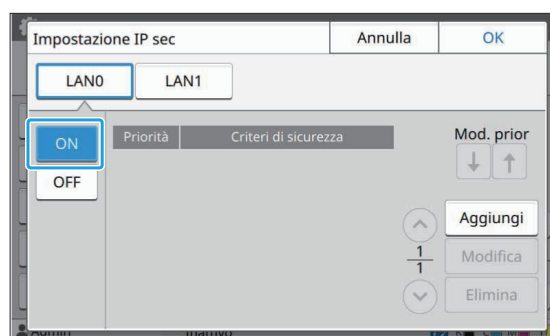 Impostazione IP sec
Annulla
OK
LAN0
LAN1
ON
OFF
Priorità
Criteri di sicurezza
Mod. prior
Aggiungi
1
1
Modifica
Elimina
Admin